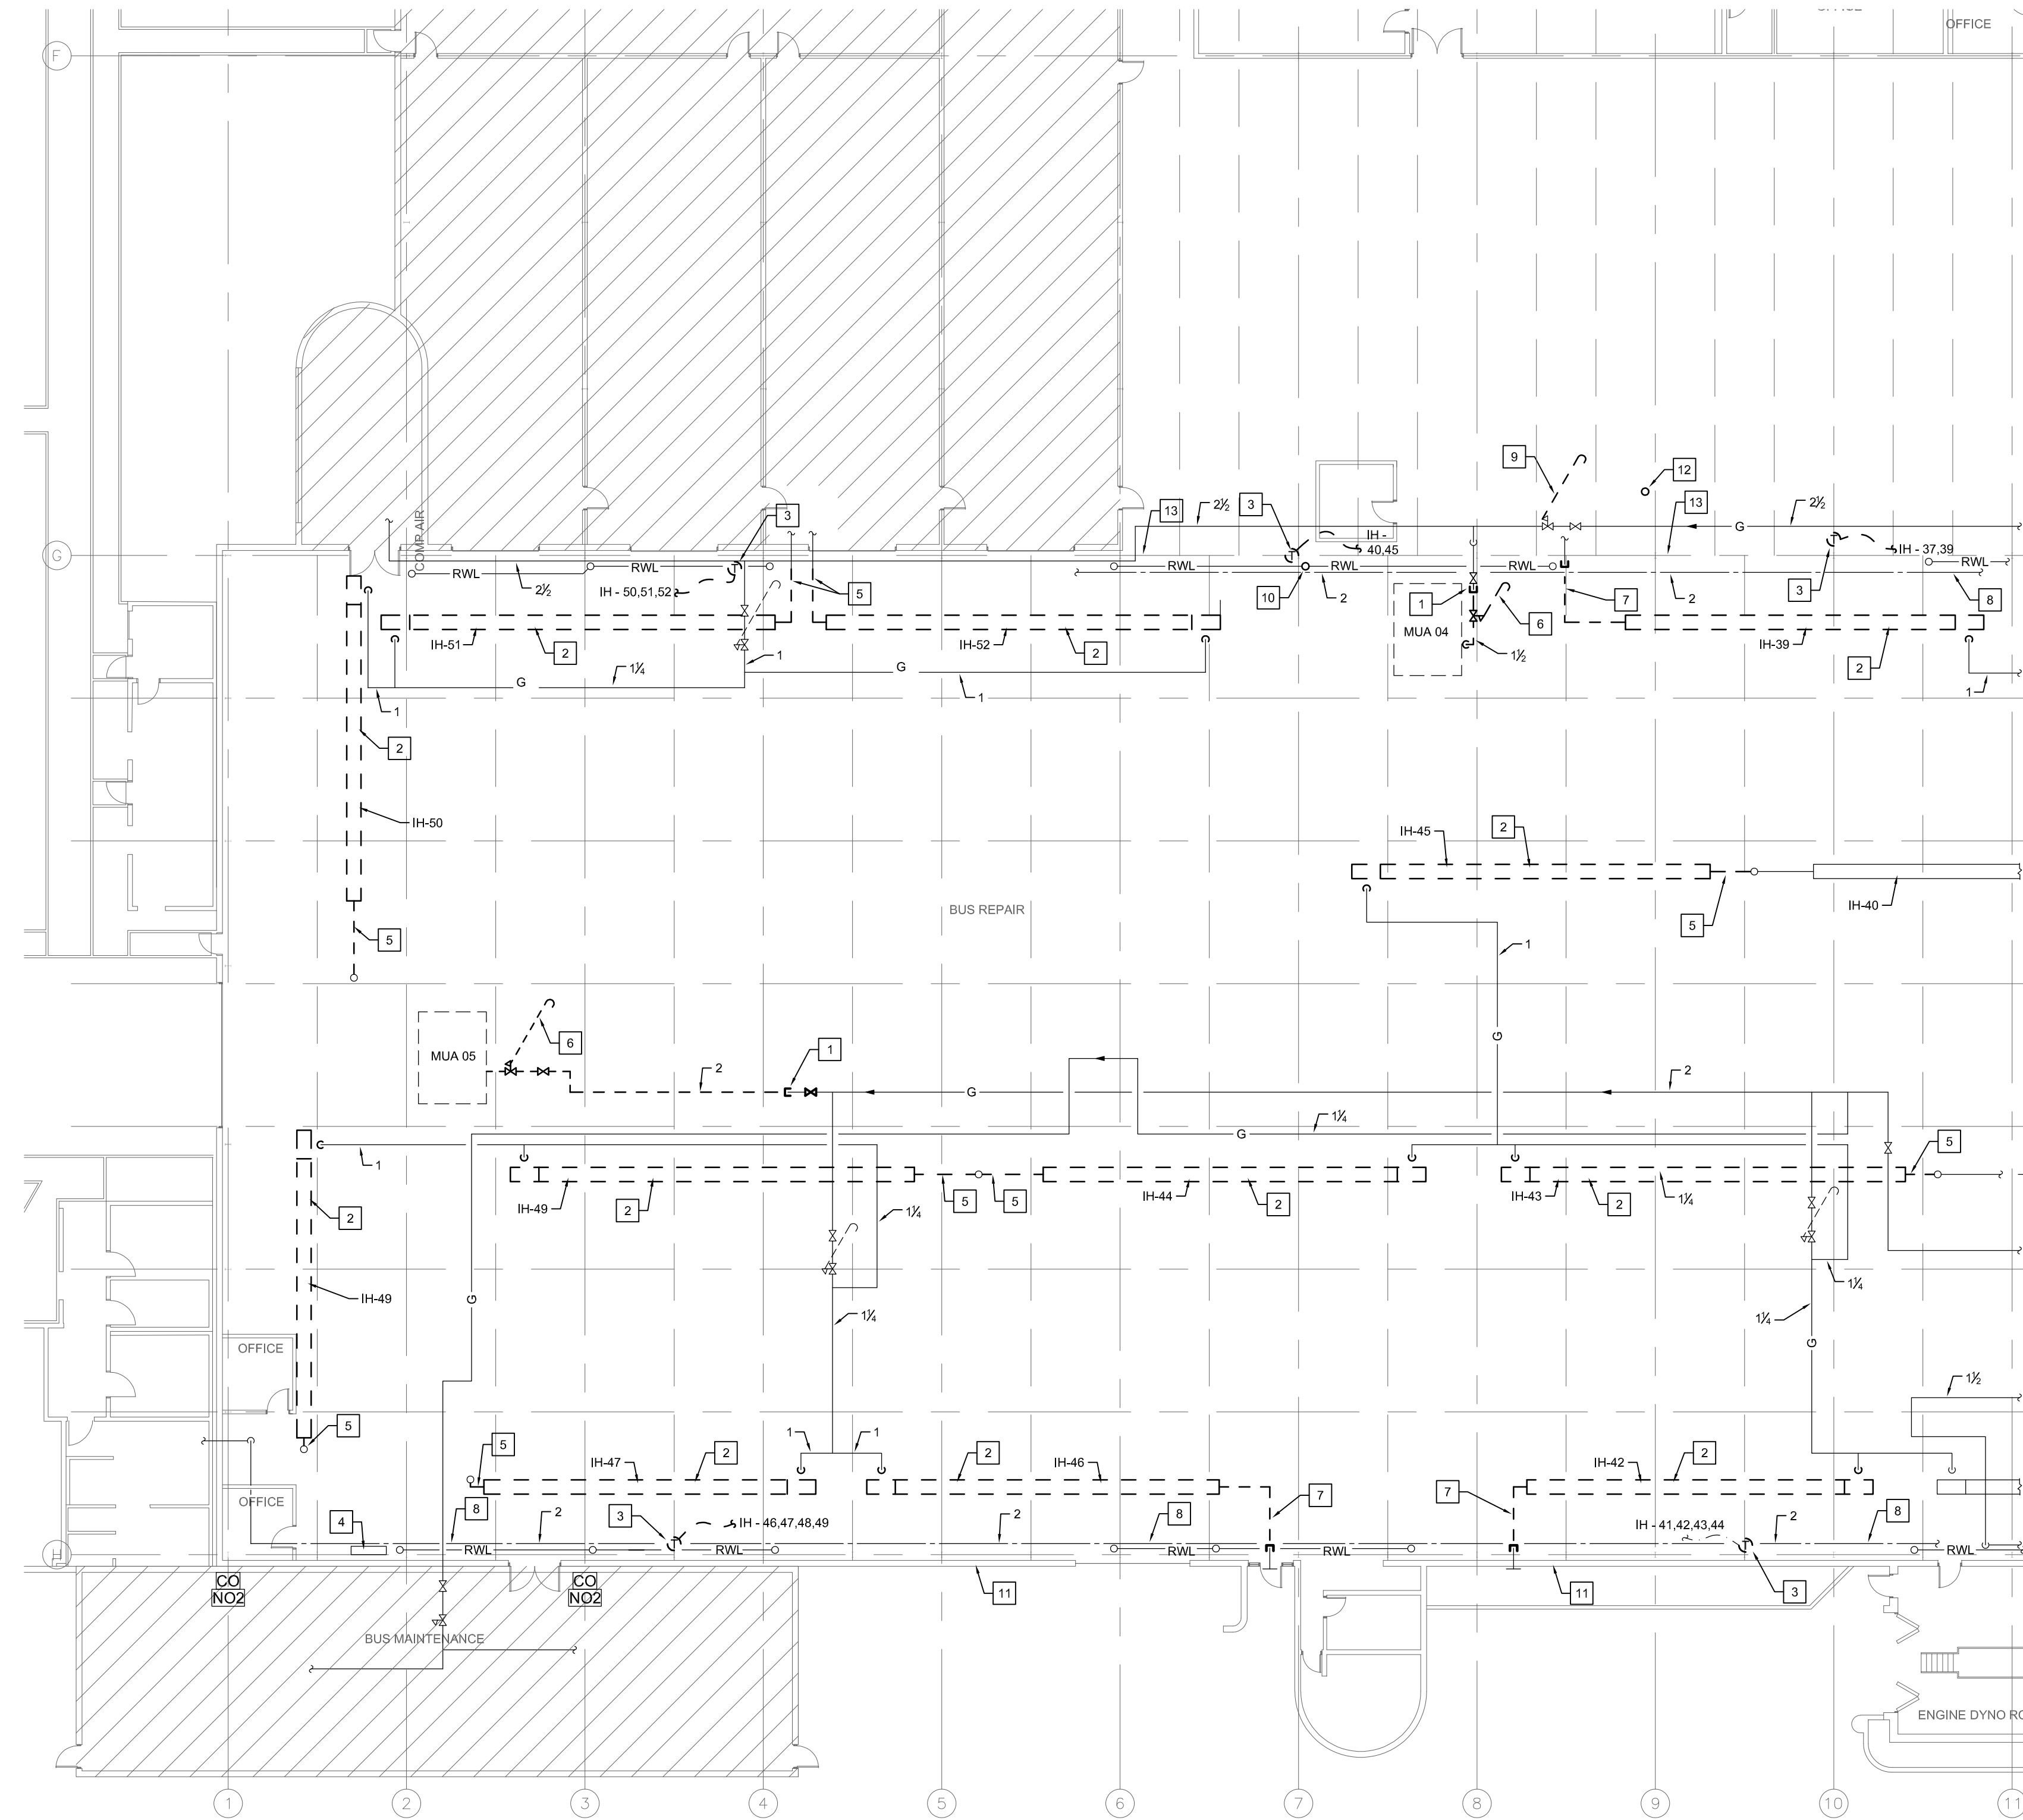 OFFICE
F
9
12
3
13
2½
3
13
2½
G
IH -
40,45
IH - 37,39
G
COMP. AIR
RWL
RWL
RWL
RWL
RWL
RWL
2½
IH - 50,51,52
5
10
2
1
7
3
2
8
MUA 04
6
IH-51
2
1
IH-52
2
1½
IH-39
2
G
1¼
G
1
1
1
2
IH-50
IH-45
2
BUS REPAIR
5
IH-40
5
1
6
1
G
MUA 05
2
2
G
1¼
G
5
1
2
IH-49
2
5
5
IH-44
2
IH-43
2
1¼
1¼
IH-49
G
1¼
1¼
1¼
G
OFFICE
1½
5
5
IH-47
2
1
1
2
IH-46
IH-42
2
OFFICE
4
8
2
3
IH - 46,47,48,49
2
8
7
7
IH - 41,42,43,44
2
8
H
RWL
RWL
RWL
RWL
RWL
CO
NO2
CO
NO2
11
11
3
BUS MAINTENANCE
ENGINE DYNO
1
2
3
4
5
6
7
8
9
10
11